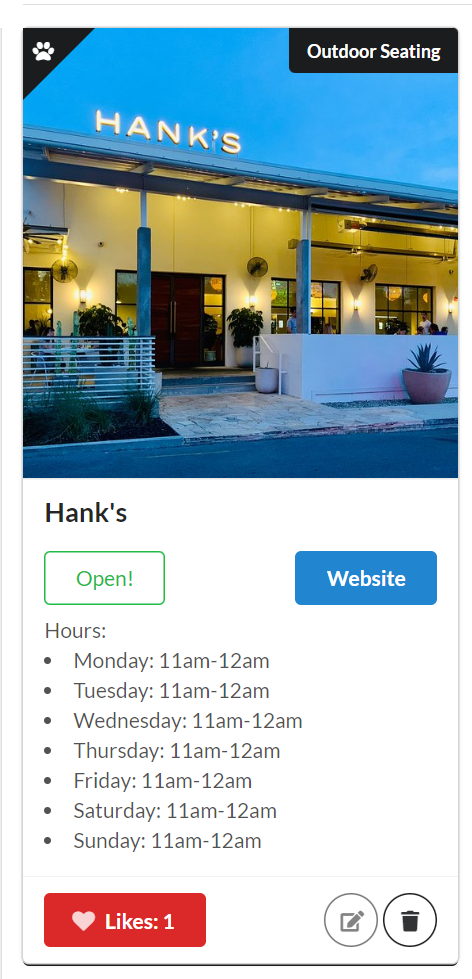 Outdoor Seating
HANK'S
Hank's
Open!
Website
Hours:
Monday: 11am-12am
Tuesday: 11am-12am
Wednesday: 11am-12am
Thursday: 11am-12am
Friday: 11am-12am
Saturday: 11am-12am
Sunday: 11am-12am
Likes: 1